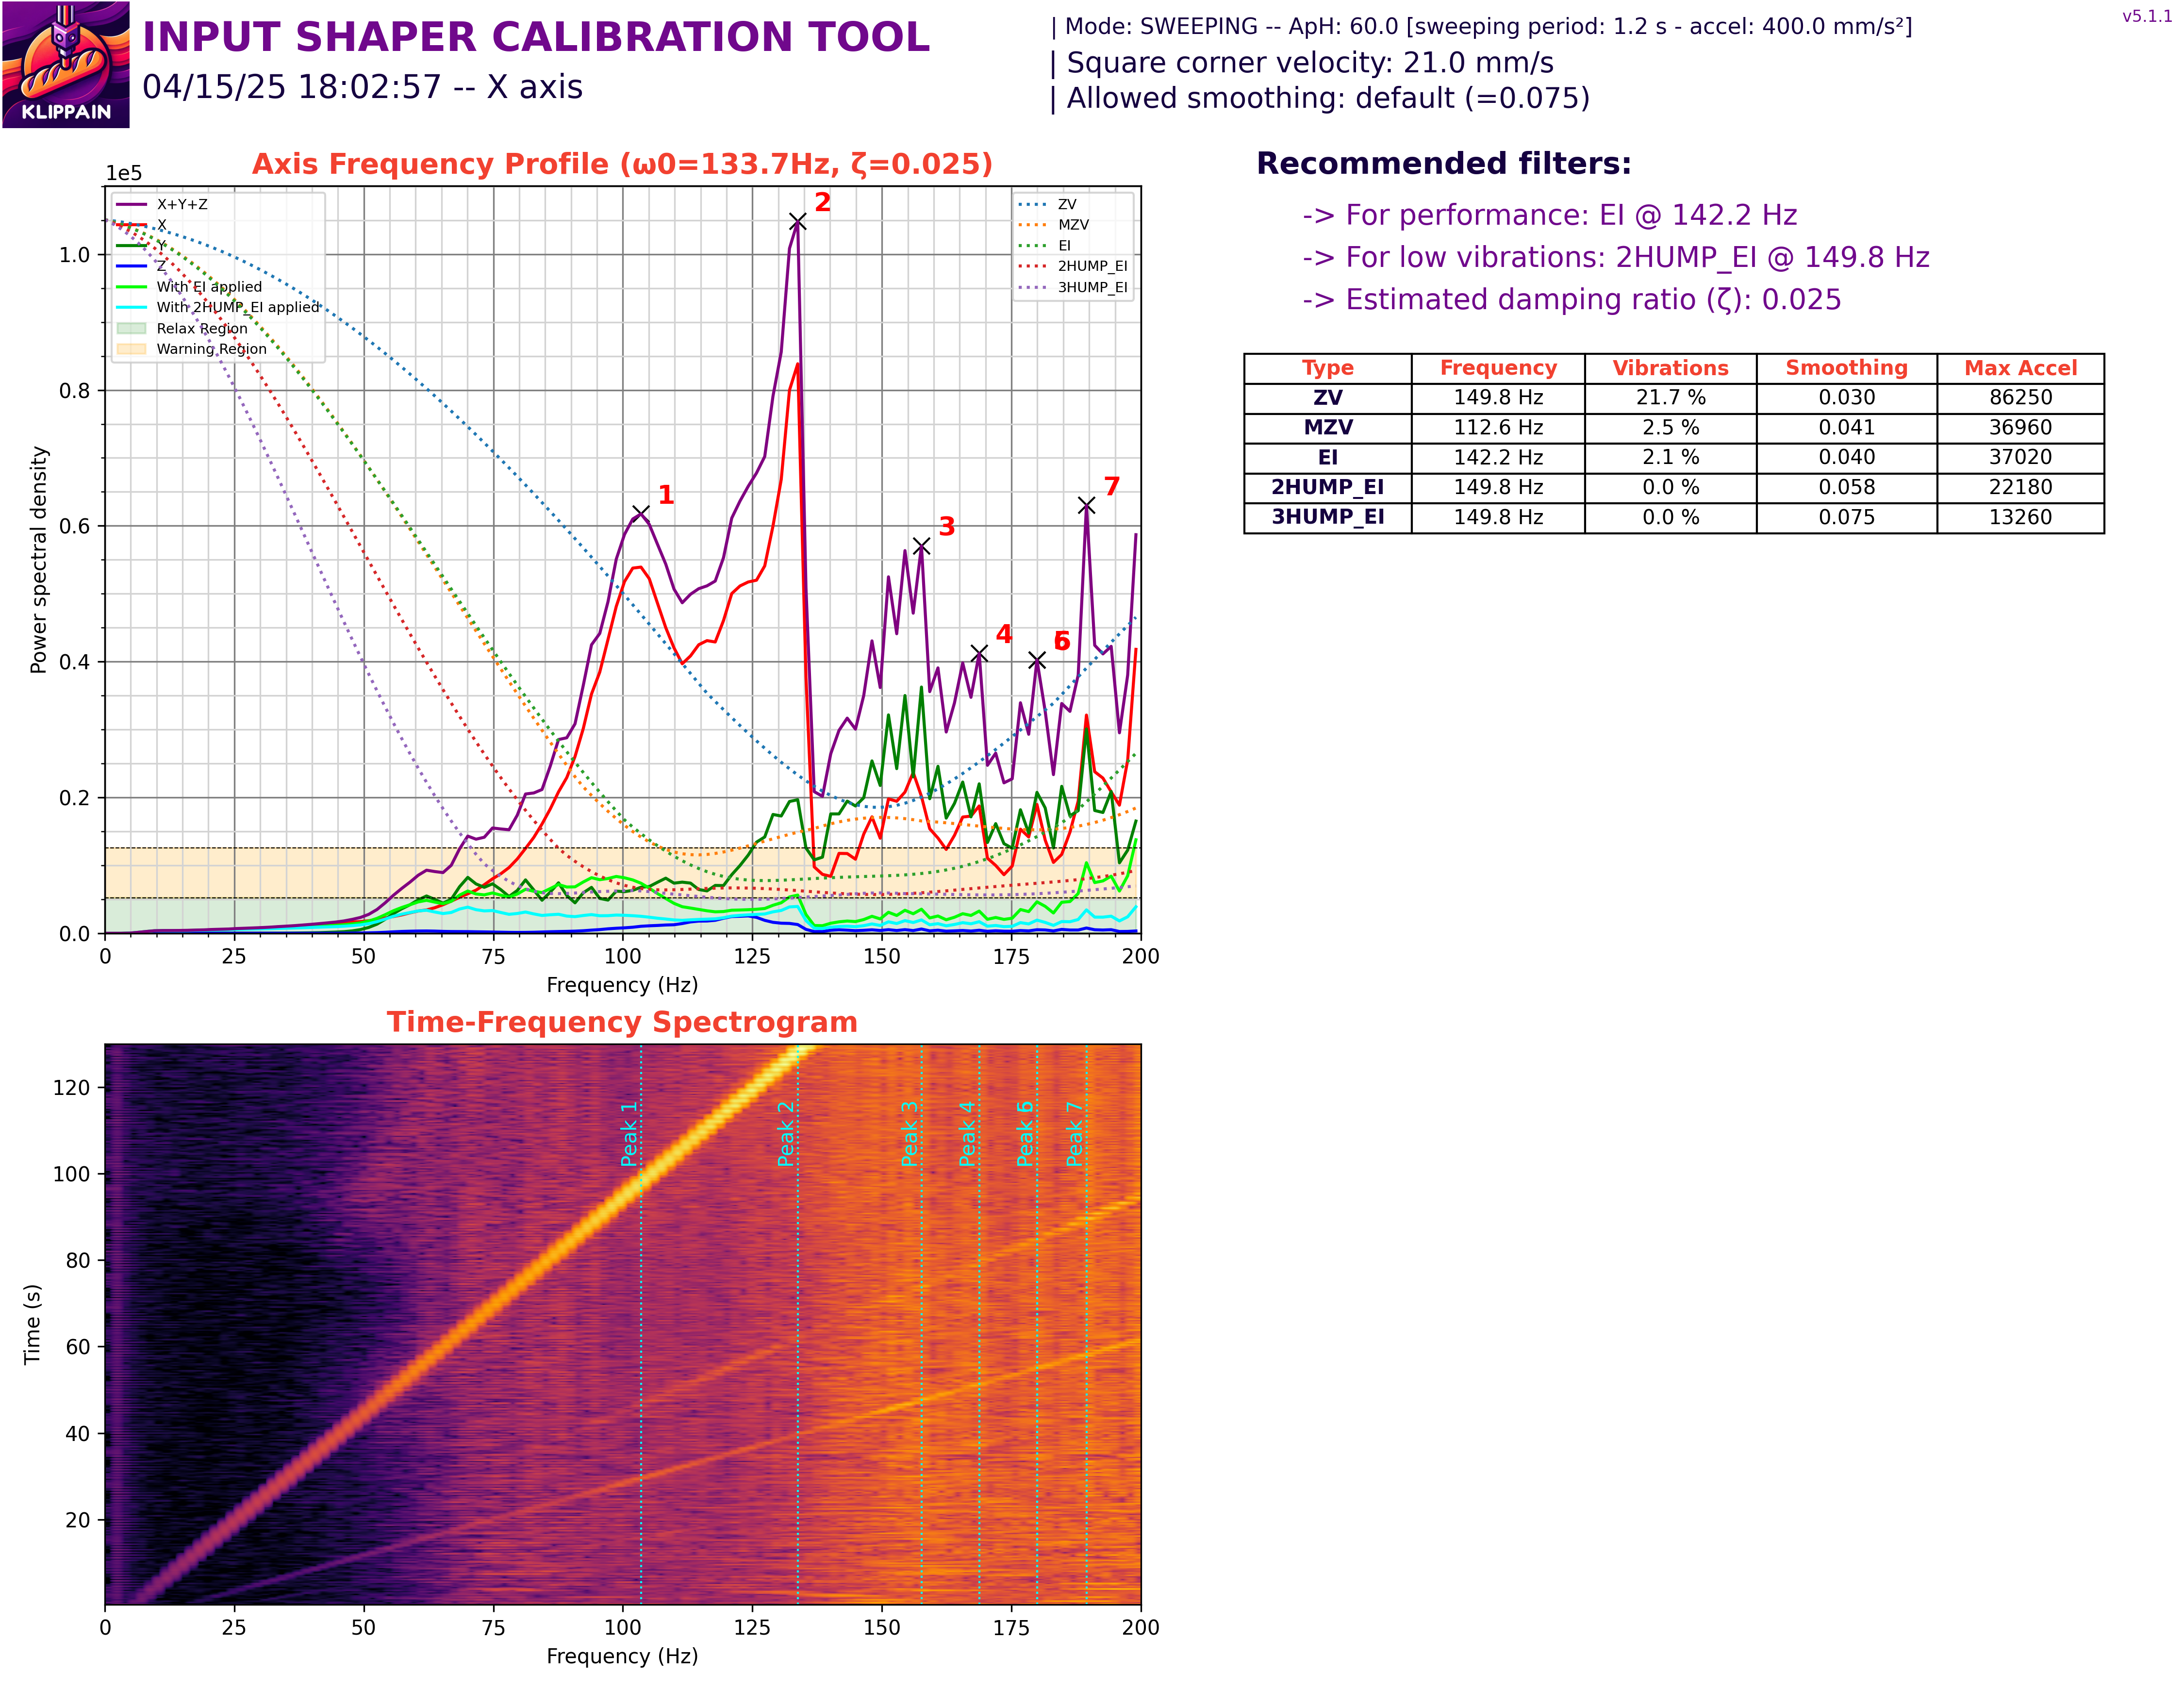 INPUT SHAPER CALIBRATION TOOL
04/15/25 18:02:57 -- X axis
KLIPPAIN
| Mode: SWEEPING -- ApH: 60.0 [sweeping period: 1.2 s - accel: 400.0 mm/s²]
| Square corner velocity: 21.0 mm/s
| Allowed smoothing: default (=0.075)
v5.1.1
Axis Frequency Profile (ω0=133.7Hz, ζ=0.025)
1e5
X+Y+Z
X
Y
Z
With EI applied
With 2HUMP_EI applied
Relax Region
Warning Region
ZV
MZV
EI
2HUMP_EI
3HUMP_EI
1
2
3
4
6
7
Power spectral density
1.0
0.8
0.6
0.4
0.2
0.0
0 25 50 75 100 125 150 175 200
Frequency (Hz)
Recommended filters:
-> For performance: EI @ 142.2 Hz
-> For low vibrations: 2HUMP_EI @ 149.8 Hz
-> Estimated damping ratio (ζ): 0.025
Type Frequency Vibrations Smoothing Max Accel
ZV 149.8 Hz 21.7 % 0.030 86250
MZV 112.6 Hz 2.5 % 0.041 36960
EI 142.2 Hz 2.1 % 0.040 37020
2HUMP_EI 149.8 Hz 0.0 % 0.058 22180
3HUMP_EI 149.8 Hz 0.0 % 0.075 13260
Time-Frequency Spectrogram
Time (s)
120
100
80
60
40
20
Peak 1
Peak 2
Peak 3
Peak 4
Peak 6
Peak 7
0 25 50 75 100 125 150 175 200
Frequency (Hz)